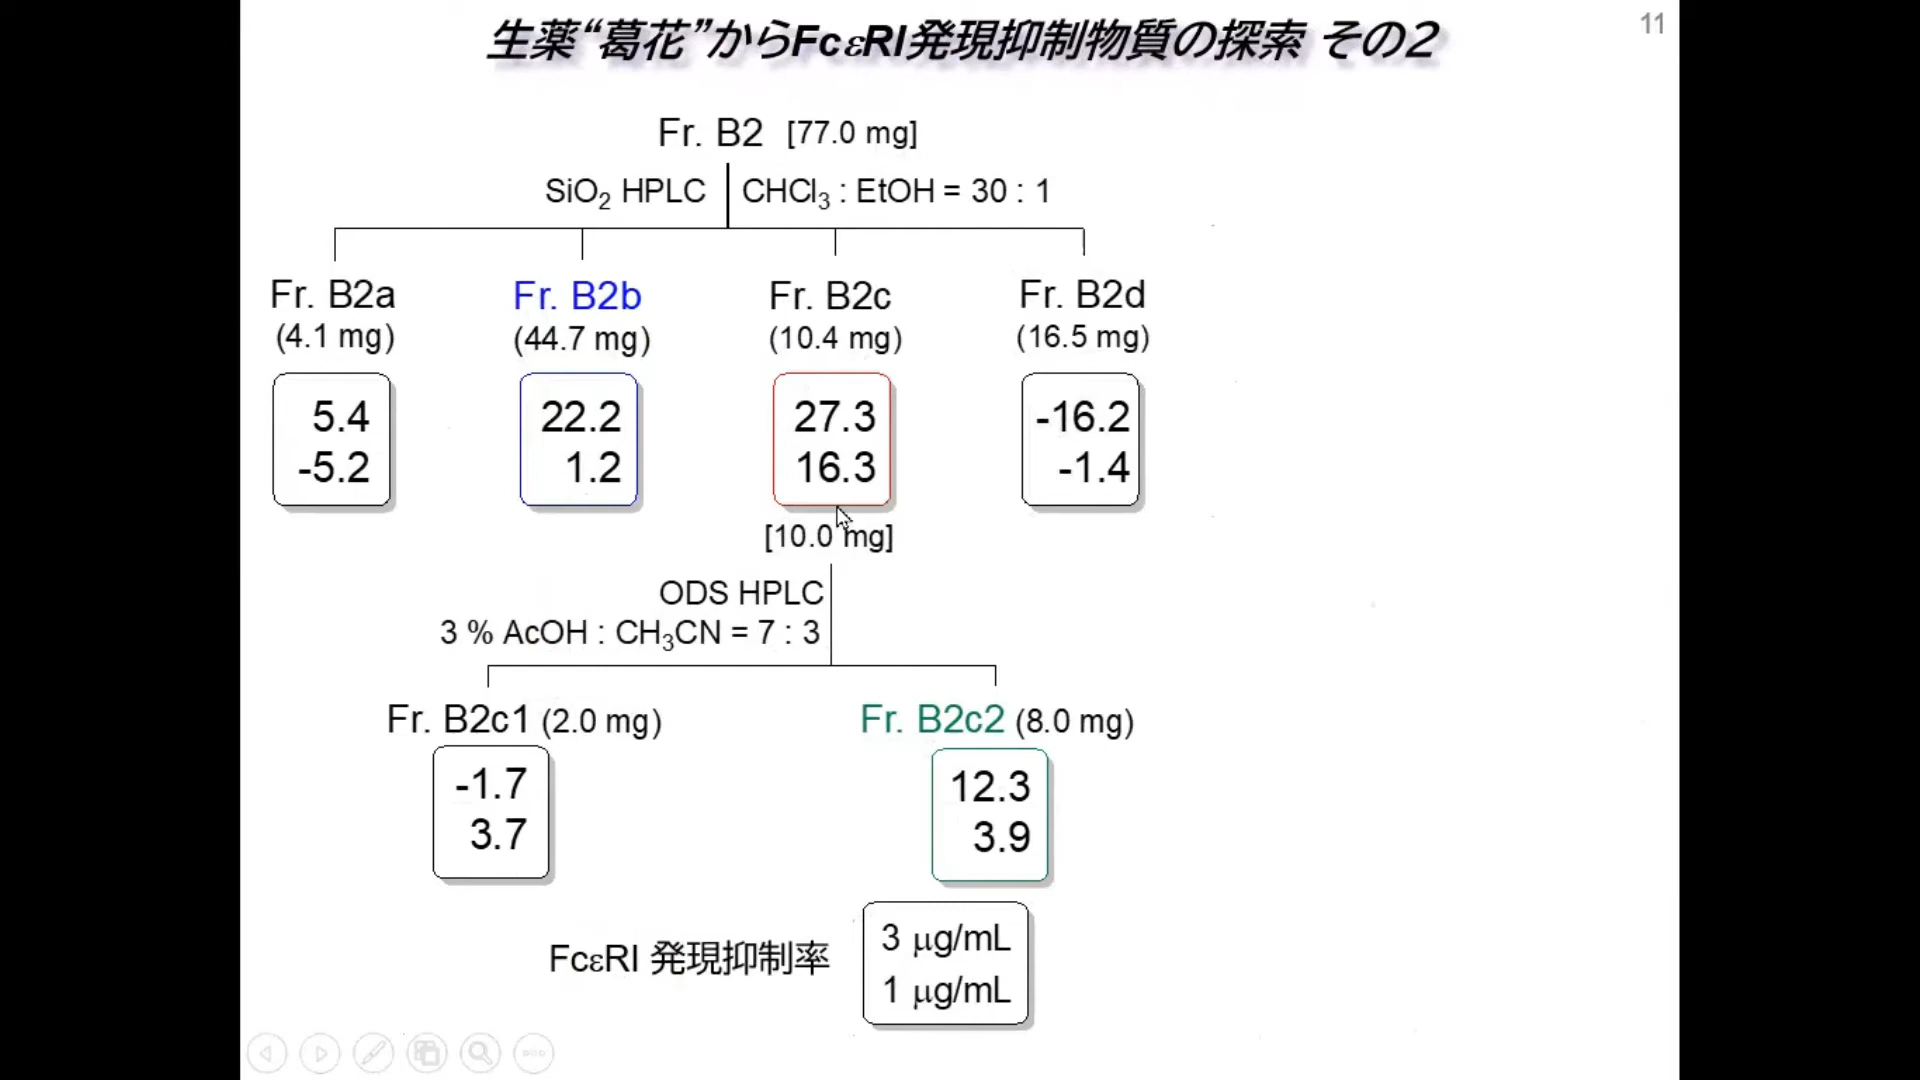 生薬“葛花”からFcεRI発現抑制物質の探索 その2
11
Fr. B2 [77.0 mg]
SiO2 HPLC CHCl3 : EtOH = 30 : 1
Fr. B2a Fr. B2b Fr. B2c Fr. B2d
(4.1 mg) (44.7 mg) (10.4 mg) (16.5 mg)
5.4 22.2 27.3 -16.2
-5.2 1.2 16.3 -1.4
[10.0 mg]
ODS HPLC
3 % AcOH : CH3CN = 7 : 3
Fr. B2c1 (2.0 mg) Fr. B2c2 (8.0 mg)
-1.7 12.3
3.7 3.9
FcεRI 発現抑制率
3 μg/mL
1 μg/mL